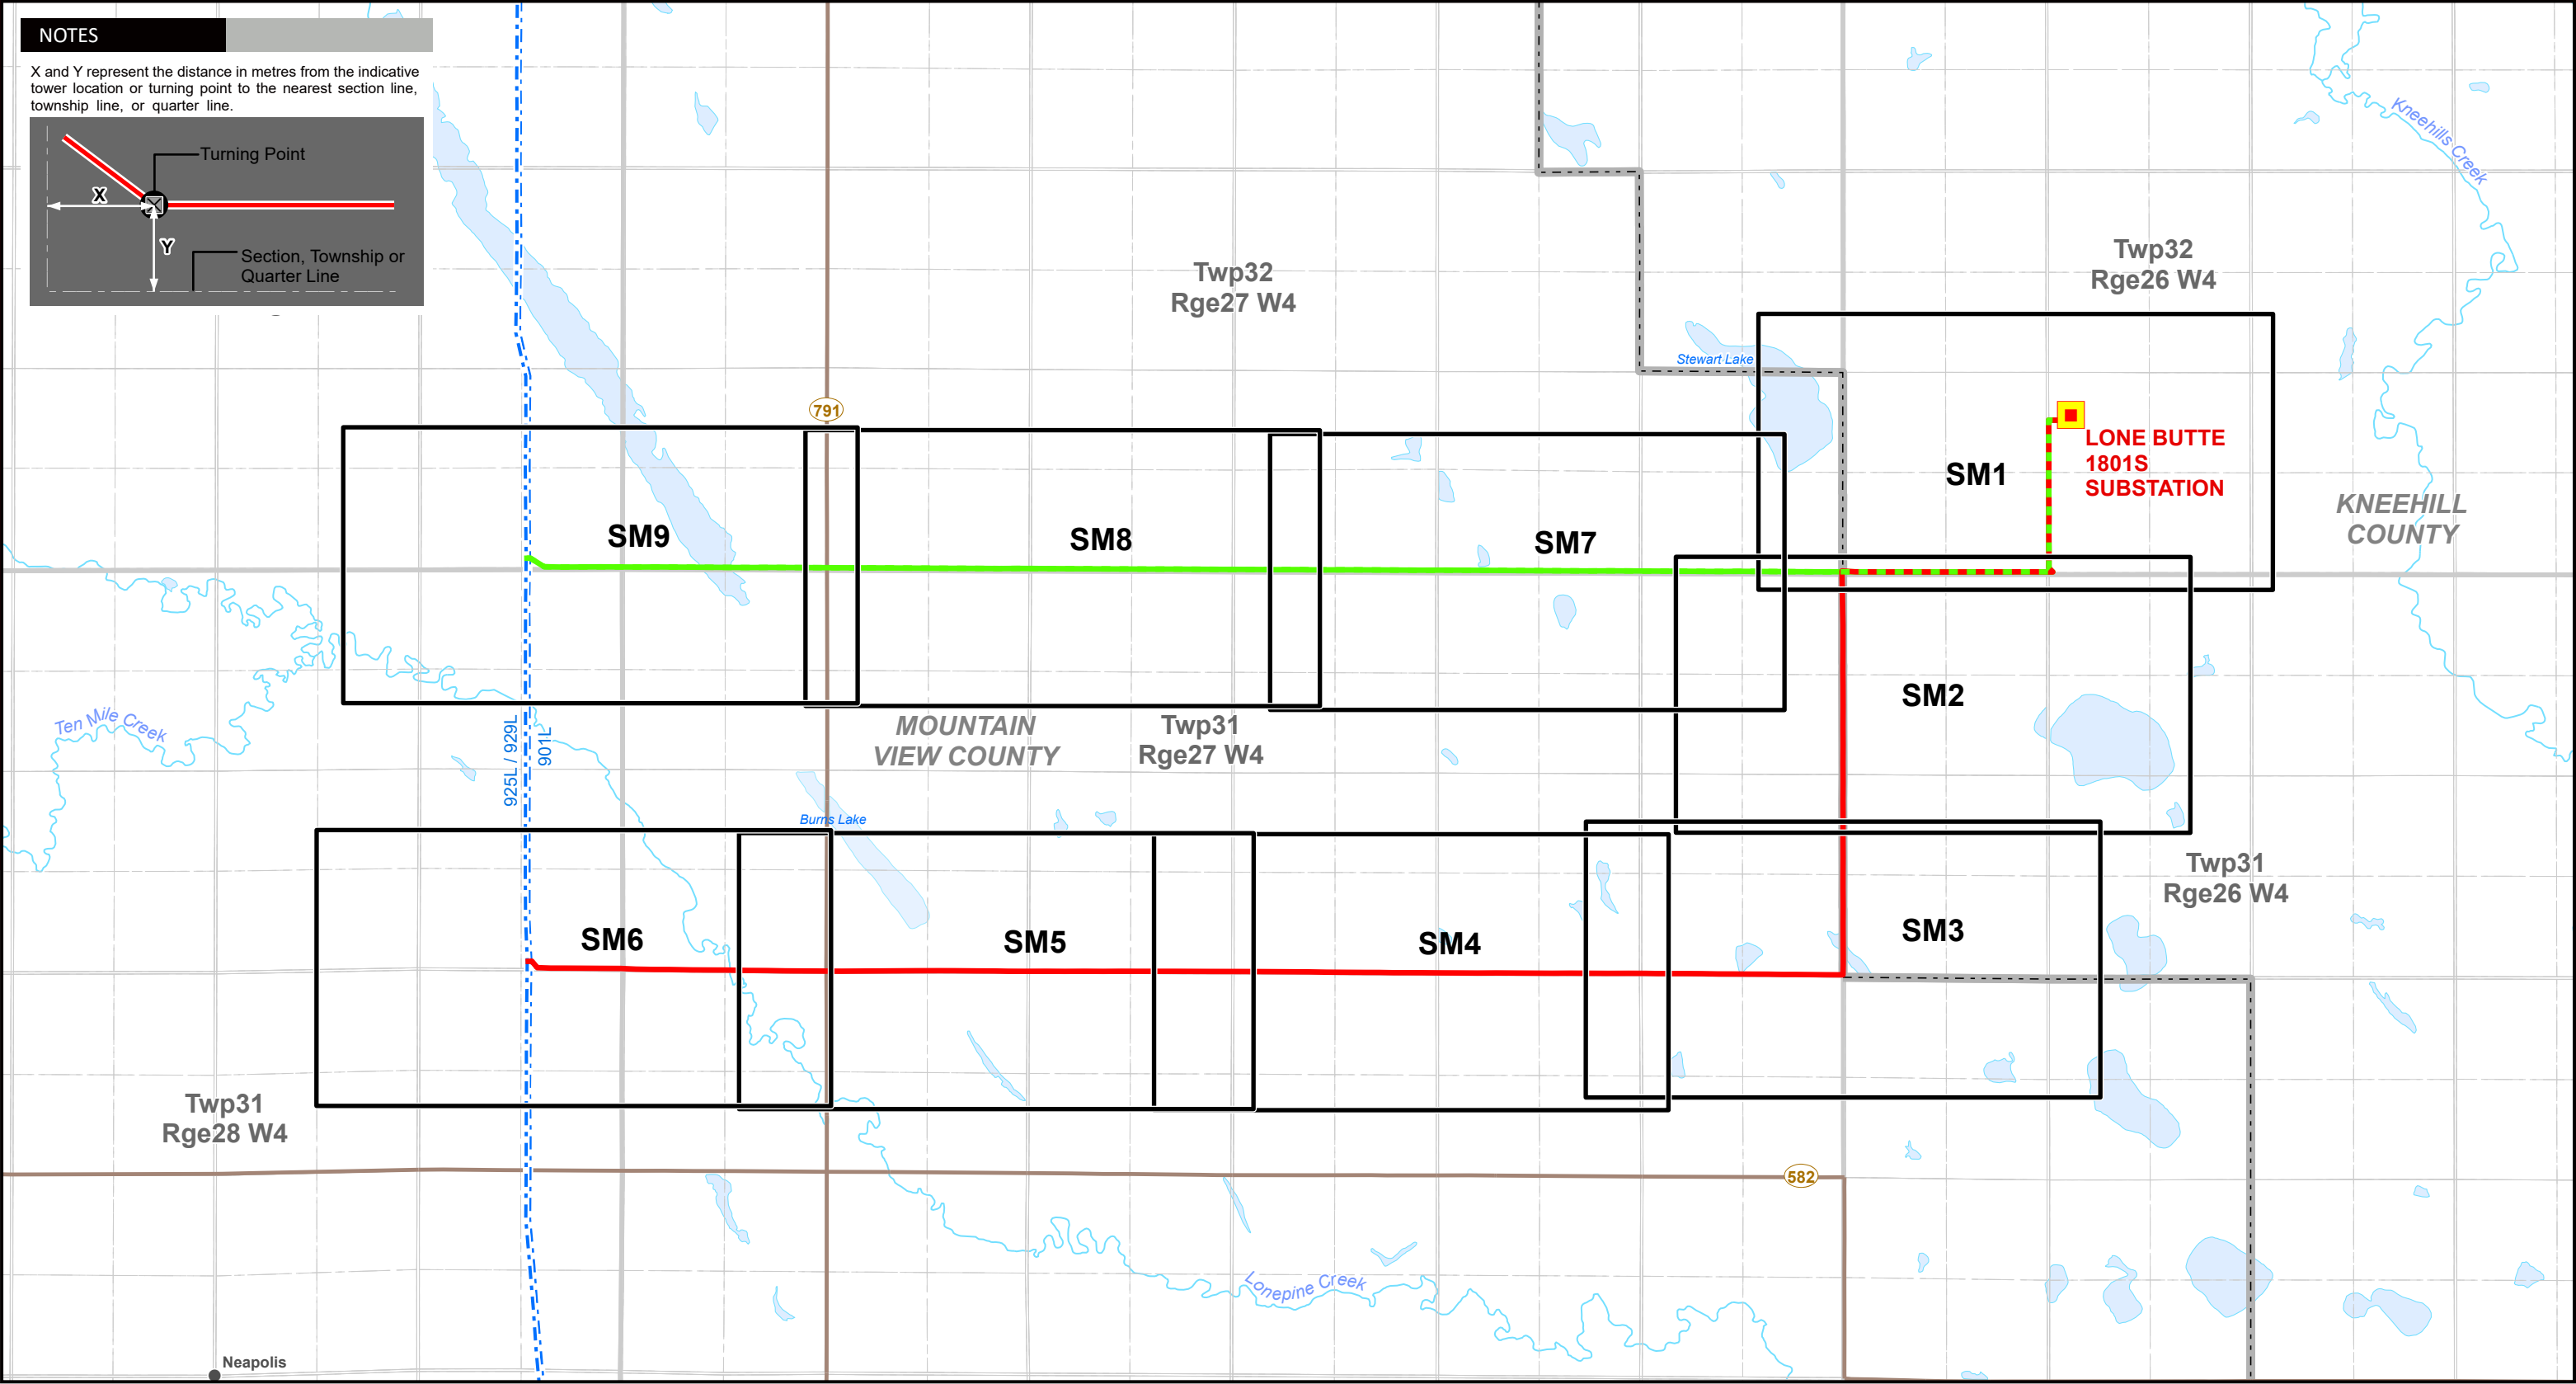 NOTES
X and Y represent the distance in metres from the indicative
tower location or turning point to the nearest section line,
township line, or quarter line.
Turning Point
X
Y
Section, Township or
Quarter Line
Kneehills Creek
Twp32
Rge27 W4
Twp32
Rge26 W4
Stewart Lake
791
LONE BUTTE
1801S
SUBSTATION
SM1
KNEEHILL
COUNTY
SM9
SM8
SM7
SM2
Ten Mile Creek
925L / 929L
901L
MOUNTAIN
VIEW COUNTY
Twp31
Rge27 W4
Burns Lake
Twp31
Rge26 W4
SM6
SM5
SM4
SM3
Twp31
Rge28 W4
582
Lonepine Creek
Neapolis